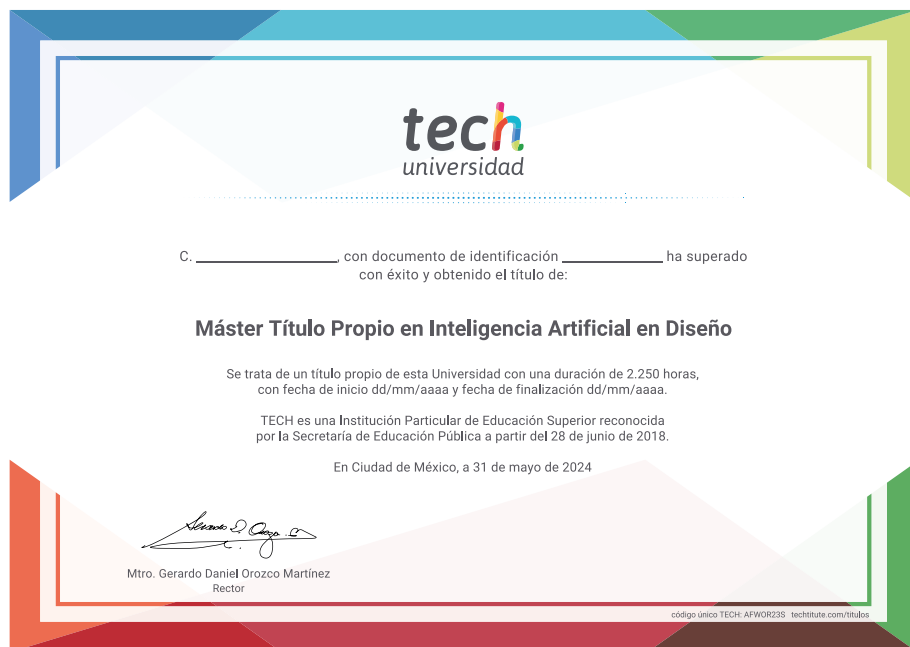 tech
universidad
C. ____________________, con documento de identificación ______________ ha superado
con éxito y obtenido el título de:
Máster Título Propio en Inteligencia Artificial en Diseño
Se trata de un título propio de esta Universidad con una duración de 2.250 horas,
con fecha de inicio dd/mm/aaaa y fecha de finalización dd/mm/aaaa.
TECH es una Institución Particular de Educación Superior reconocida
por la Secretaría de Educación Pública a partir del 28 de junio de 2018.
En Ciudad de México, a 31 de mayo de 2024
Mtro. Gerardo Daniel Orozco Martínez
Rector
código único TECH: AFWOR23S techtitute.com/titulos